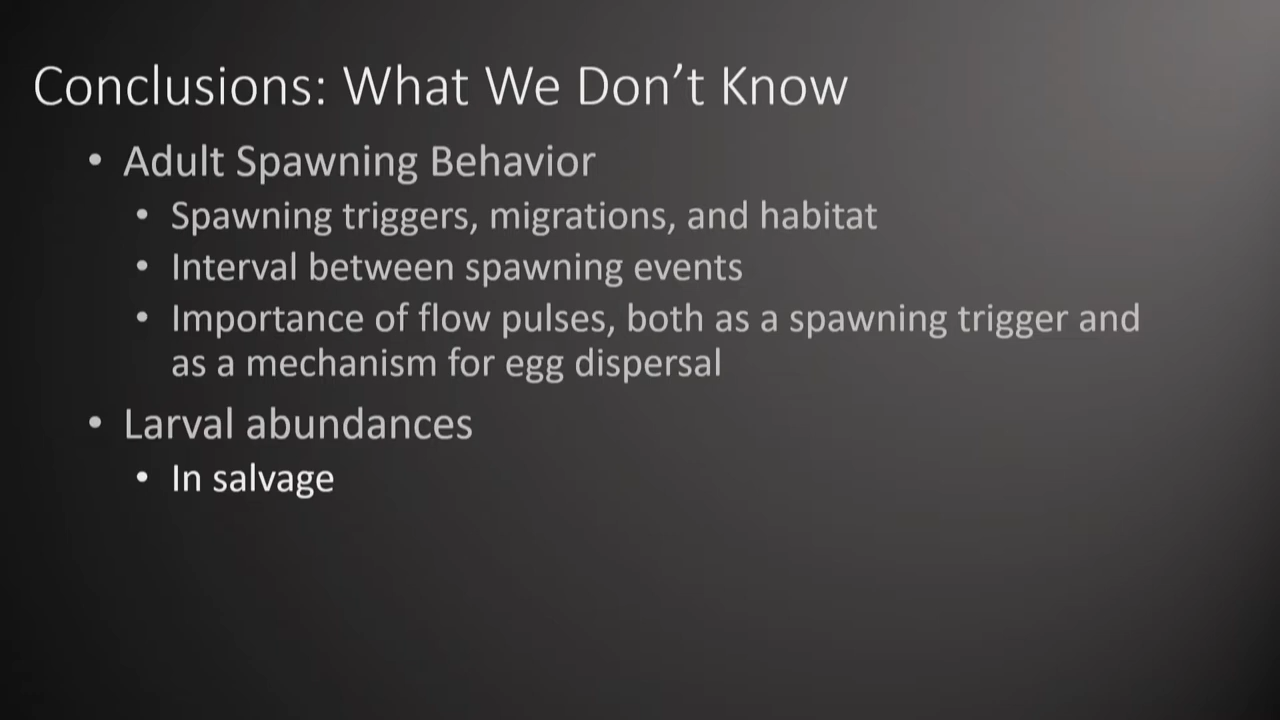 Conclusions: What We Don’t Know
• Adult Spawning Behavior
• Spawning triggers, migrations, and habitat
• Interval between spawning events
• Importance of flow pulses, both as a spawning trigger and
as a mechanism for egg dispersal
• Larval abundances
• In salvage